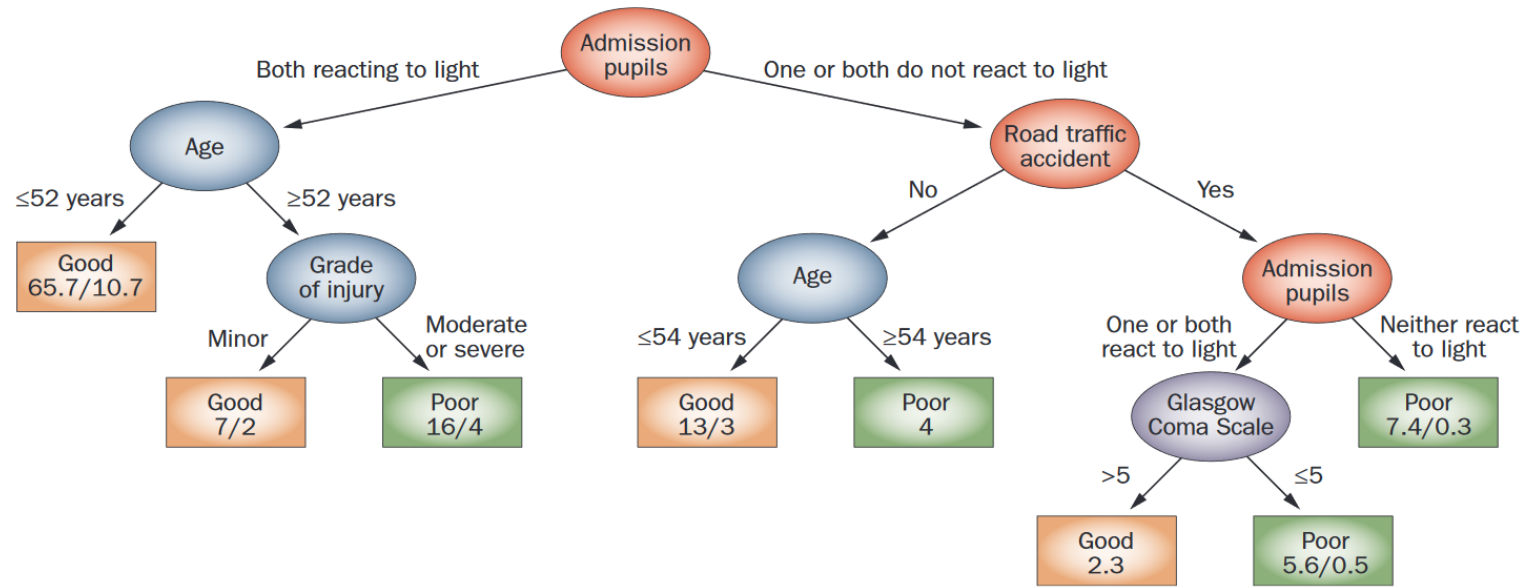 Admission
pupils
Both reacting to light
One or both do not react to light
Age
Road traffic
accident
≤52 years
≥52 years
No
Yes
Good
65.7/10.7
Grade
of injury
Age
Admission
pupils
Minor
Moderate
or severe
≤54 years
≥54 years
One or both
react to light
Neither react
to light
Good
7/2
Poor
16/4
Good
13/3
Poor
4
Glasgow
Coma Scale
Poor
7.4/0.3
>5
≤5
Good
2.3
Poor
5.6/0.5